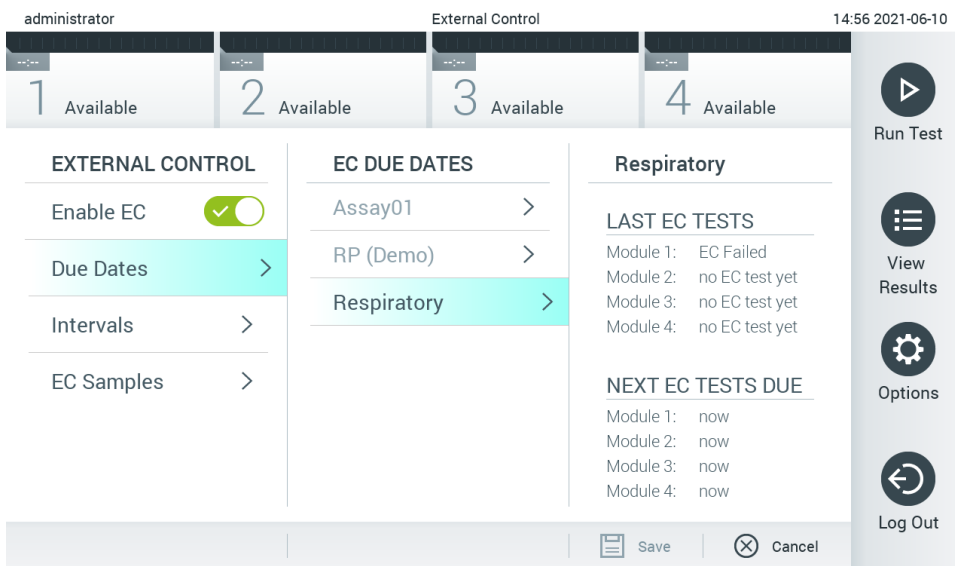 administrator External Control 14:56 2021-06-10
--:-- --:-- --:-- --:--
1 Available 2 Available 3 Available 4 Available
Run Test
EXTERNAL CONTROL
Enable EC
Due Dates
Intervals
EC Samples
EC DUE DATES
Assay01
RP (Demo)
Respiratory
Respiratory
LAST EC TESTS
Module 1: EC Failed
Module 2: no EC test yet
Module 3: no EC test yet
Module 4: no EC test yet
NEXT EC TESTS DUE
Module 1: now
Module 2: now
Module 3: now
Module 4: now
View
Results
Options
Log Out
Save Cancel